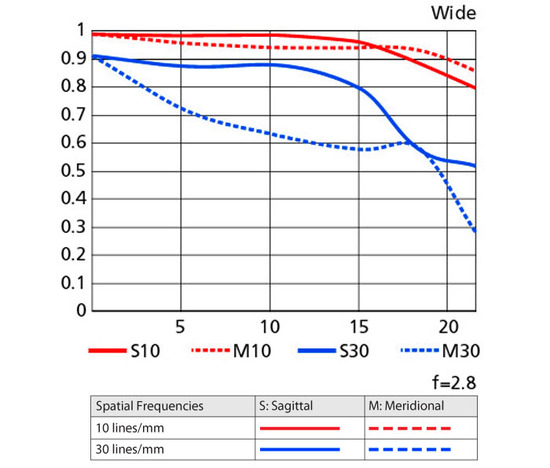 Wide
1
0.9
0.8
0.7
0.6
0.5
0.4
0.3
0.2
0.1
0
5 10 15 20
S10 M10 S30 M30
f=2.8
Spatial Frequencies S: Sagittal M: Meridional
10 lines/mm
30 lines/mm